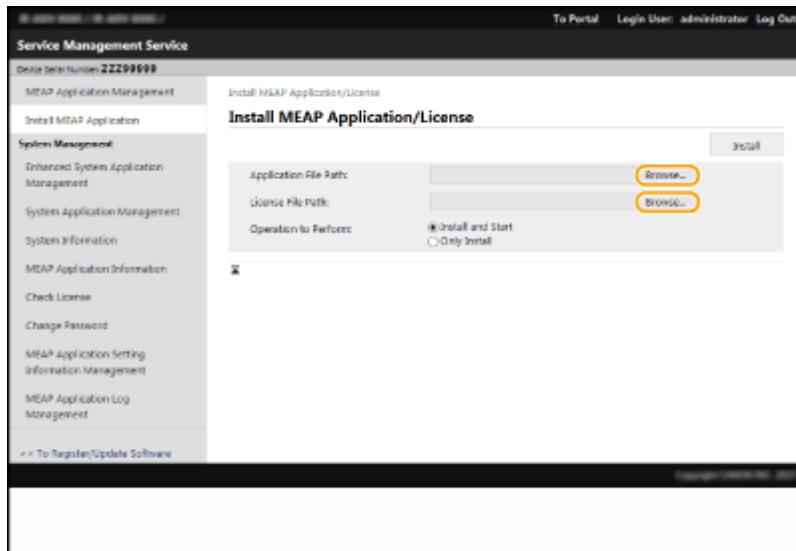 To Portal Login User: administrator Log Out
Service Management Service
Device Serial Number: ZZZ99999
MEAP Application Management
Install MEAP Application
System Management
Enhanced System Application
Management
System Application Management
System Information
MEAP Application Information
Check License
Change Password
MEAP Application Setting
Information Management
MEAP Application Log
Management
<< To Register/Update Software
Install MEAP Application/License
Install MEAP Application/License
Install
Application File Path:
Browse...
License File Path:
Browse...
Operation to Perform:
Install and Start
Only Install
Copyright CANON INC.